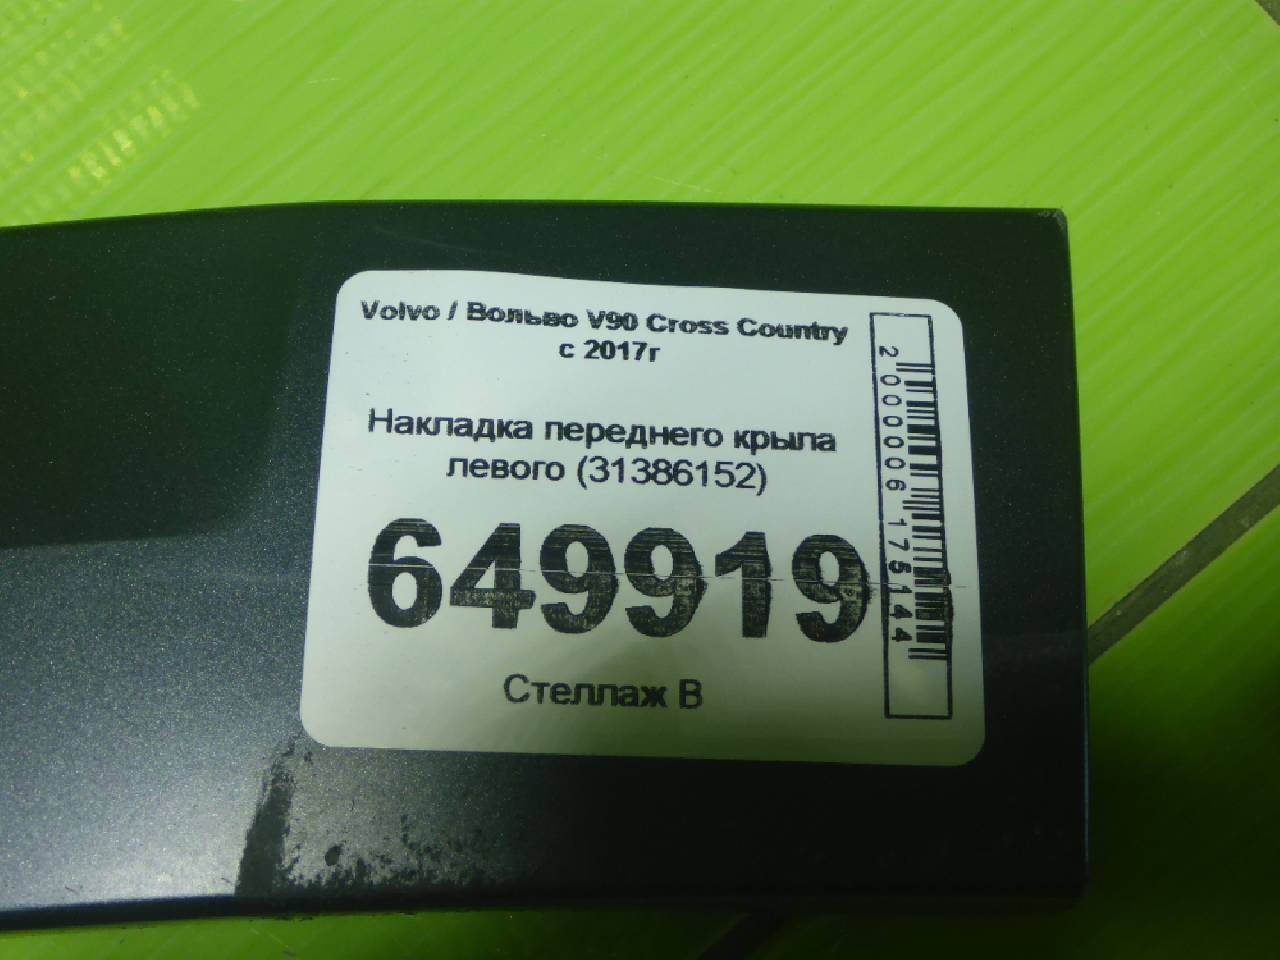 Volvo / Вольво V90 Cross Country
с 2017г
Накладка переднего крыла
левого (31386152)
649919
Стеллаж В
2000006175144